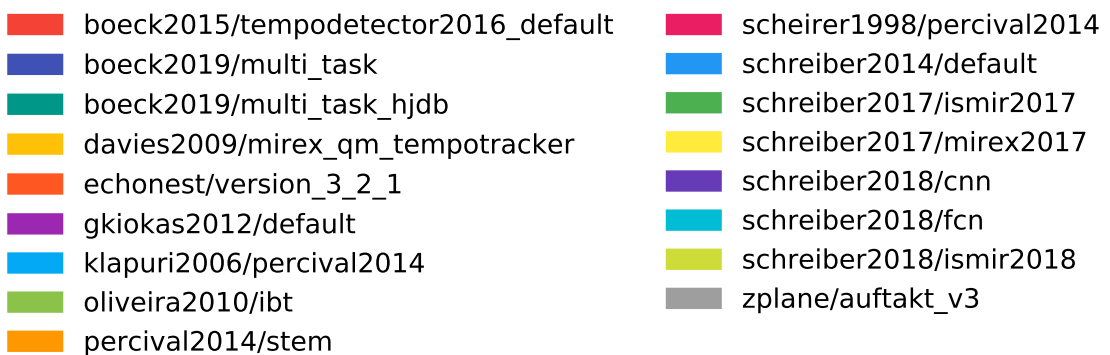 boeck2015/tempodetector2016_default
boeck2019/multi_task
boeck2019/multi_task_hjdb
davies2009/mirex_qm_tempotracker
echonest/version_3_2_1
gkiokas2012/default
klapuri2006/percival2014
oliveira2010/ibt
percival2014/stem
scheirer1998/percival2014
schreiber2014/default
schreiber2017/ismir2017
schreiber2017/mirex2017
schreiber2018/cnn
schreiber2018/fcn
schreiber2018/ismir2018
zplane/auftakt_v3